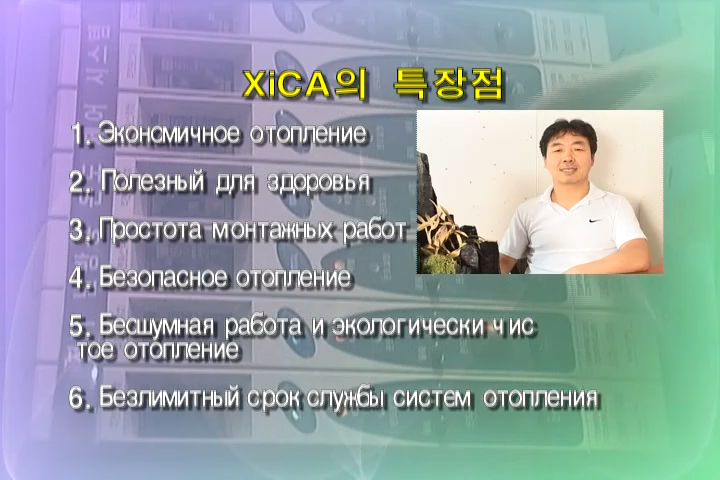 XiCA의 특장점
1. Экономичное отопление
2. Полезный для здоровья
3. Простота монтажных работ
4. Безопасное отопление
5. Бесшумная работа и экологически чис
тое отопление
6. Безлимитный срок службы систем отопления